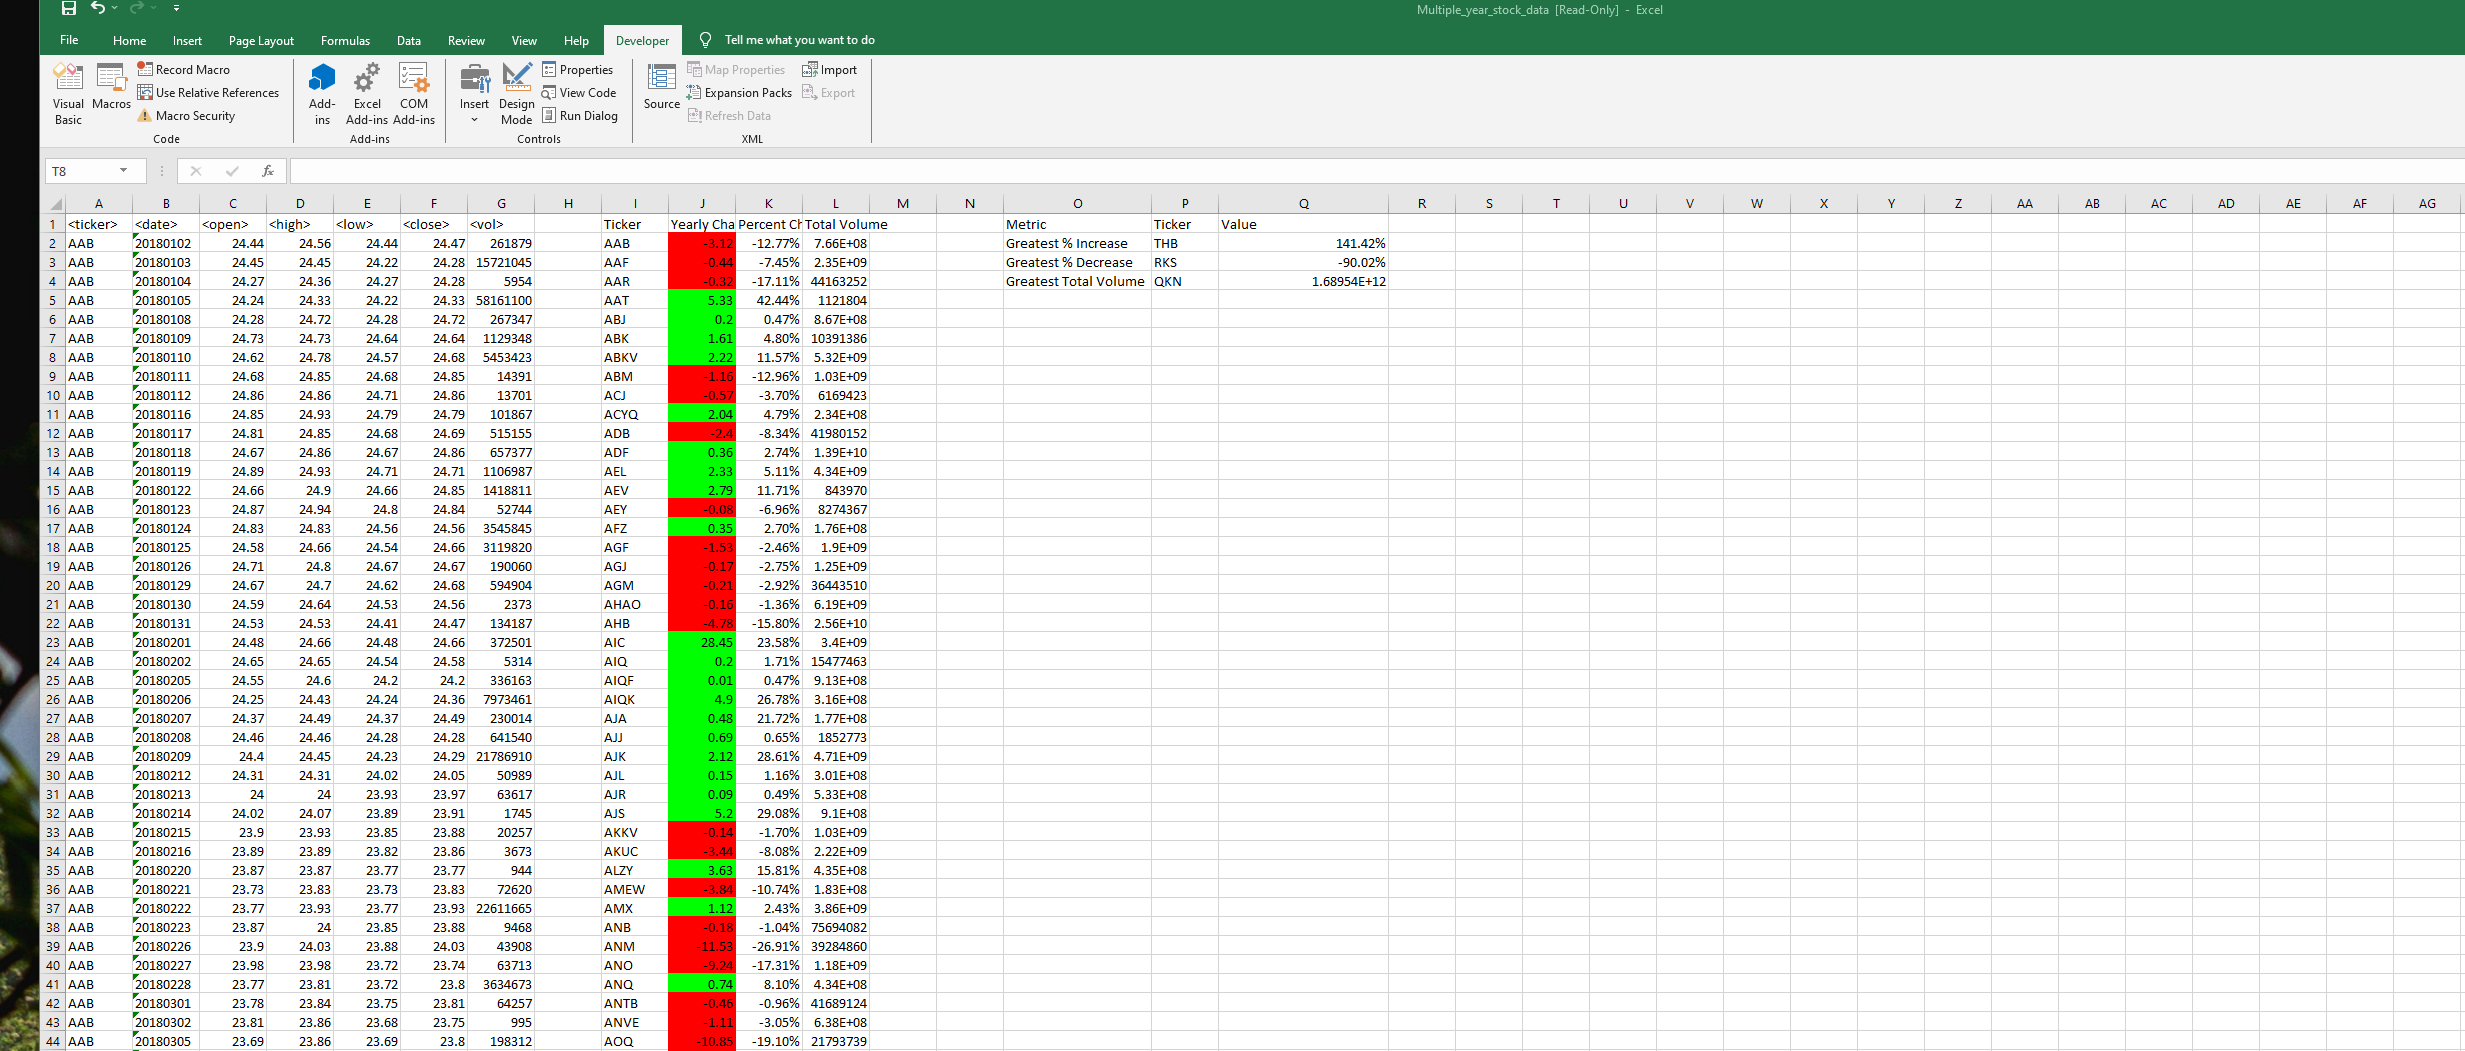 Multiple_year_stock_data [Read-Only] - Excel
File Home Insert Page Layout Formulas Data Review View Help Developer Tell me what you want to do
Visual Basic
Macros
Record Macro
Use Relative References
Macro Security
Code
Add-ins
Excel Add-ins
COM Add-ins
Add-ins
Insert
Design Mode
Properties
View Code
Run Dialog
Controls
Source
Map Properties
Expansion Packs
Refresh Data
Import
Export
XML
T8 fx
A B C D E F G H I J K L M N O P Q R S T U V W X Y Z AA AB AC AD AE AF AG
1 <ticker> <date> <open> <high> <low> <close> <vol> Ticker Yearly Cha Percent Ch Total Volume Metric Ticker Value
2 AAB 20180102 24.44 24.56 24.44 24.47 261879 AAB -3.12 -12.77% 7.66E+08 Greatest % Increase THB 141.42%
3 AAB 20180103 24.45 24.45 24.22 24.28 15721045 AAF -0.44 -7.45% 2.35E+09 Greatest % Decrease RKS -90.02%
4 AAB 20180104 24.27 24.36 24.27 24.28 5954 AAR -0.32 -17.11% 44163252 Greatest Total Volume QKN 1.68954E+12
5 AAB 20180105 24.24 24.33 24.22 24.33 58161100 AAT 5.33 42.44% 1121804
6 AAB 20180108 24.28 24.72 24.28 24.72 267347 ABJ 0.2 0.47% 8.67E+08
7 AAB 20180109 24.73 24.73 24.64 24.64 1129348 ABK 1.61 4.80% 10391386
8 AAB 20180110 24.62 24.78 24.57 24.68 5453423 ABKV 2.22 11.57% 5.32E+09
9 AAB 20180111 24.68 24.85 24.68 24.85 14391 ABM -1.16 -12.96% 1.03E+09
10 AAB 20180112 24.86 24.86 24.71 24.86 13701 ACJ -0.57 -3.70% 6169423
11 AAB 20180116 24.85 24.93 24.79 24.79 101867 ACYQ 2.04 4.79% 2.34E+08
12 AAB 20180117 24.81 24.85 24.68 24.69 515155 ADB -2.4 -8.34% 41980152
13 AAB 20180118 24.67 24.86 24.67 24.86 657377 ADF 0.36 2.74% 1.39E+10
14 AAB 20180119 24.89 24.93 24.71 24.71 1106987 AEL 2.33 5.11% 4.34E+09
15 AAB 20180122 24.66 24.9 24.66 24.85 1418811 AEV 2.79 11.71% 843970
16 AAB 20180123 24.87 24.94 24.8 24.84 52744 AEY -0.08 -6.96% 8274367
17 AAB 20180124 24.83 24.83 24.56 24.56 3545845 AFZ 0.35 2.70% 1.76E+08
18 AAB 20180125 24.58 24.66 24.54 24.66 3119820 AGF -1.53 -2.46% 1.9E+09
19 AAB 20180126 24.71 24.8 24.67 24.67 190060 AGJ -0.17 -2.75% 1.25E+09
20 AAB 20180129 24.67 24.7 24.62 24.68 594904 AGM -0.21 -2.92% 36443510
21 AAB 20180130 24.59 24.64 24.53 24.56 2373 AHAO -0.16 -1.36% 6.19E+09
22 AAB 20180131 24.53 24.53 24.41 24.47 134187 AHB -4.78 -15.80% 2.56E+10
23 AAB 20180201 24.48 24.66 24.48 24.66 372501 AIC 28.45 23.58% 3.4E+09
24 AAB 20180202 24.65 24.65 24.54 24.58 5314 AIQ 0.2 1.71% 15477463
25 AAB 20180205 24.55 24.6 24.2 24.2 336163 AIQF 0.01 0.47% 9.13E+08
26 AAB 20180206 24.25 24.43 24.24 24.36 7973461 AIQK 4.9 26.78% 3.16E+08
27 AAB 20180207 24.37 24.49 24.37 24.49 230014 AJA 0.48 21.72% 1.77E+08
28 AAB 20180208 24.46 24.46 24.28 24.28 641540 AJJ 0.69 0.65% 1852773
29 AAB 20180209 24.4 24.45 24.23 24.29 21786910 AJK 2.12 28.61% 4.71E+09
30 AAB 20180212 24.31 24.31 24.02 24.05 50989 AJL 0.15 1.16% 3.01E+08
31 AAB 20180213 24 24 23.93 23.97 63617 AJR 0.09 0.49% 5.33E+08
32 AAB 20180214 24.02 24.07 23.89 23.91 1745 AJS 5.2 29.08% 9.1E+08
33 AAB 20180215 23.9 23.93 23.85 23.88 20257 AKKV -0.14 -1.70% 1.03E+09
34 AAB 20180216 23.89 23.89 23.82 23.86 3673 AKUC -3.44 -8.08% 2.22E+09
35 AAB 20180220 23.87 23.87 23.77 23.77 944 ALZY 3.63 15.81% 4.35E+08
36 AAB 20180221 23.73 23.83 23.73 23.83 72620 AMEW -3.84 -10.74% 1.83E+08
37 AAB 20180222 23.77 23.93 23.77 23.93 22611665 AMX 1.12 2.43% 3.86E+09
38 AAB 20180223 23.87 24 23.85 23.88 9468 ANB -0.18 -1.04% 75694082
39 AAB 20180226 23.9 24.03 23.88 24.03 43908 ANM -11.53 -26.91% 39284860
40 AAB 20180227 23.98 23.98 23.72 23.74 63713 ANO -9.24 -17.31% 1.18E+09
41 AAB 20180228 23.77 23.81 23.72 23.8 3634673 ANQ 0.74 8.10% 4.34E+08
42 AAB 20180301 23.78 23.84 23.75 23.81 64257 ANTB -0.46 -0.96% 41689124
43 AAB 20180302 23.81 23.86 23.68 23.75 995 ANVE -1.11 -3.05% 6.38E+08
44 AAB 20180305 23.69 23.86 23.69 23.8 198312 AOQ -10.85 -19.10% 21793739